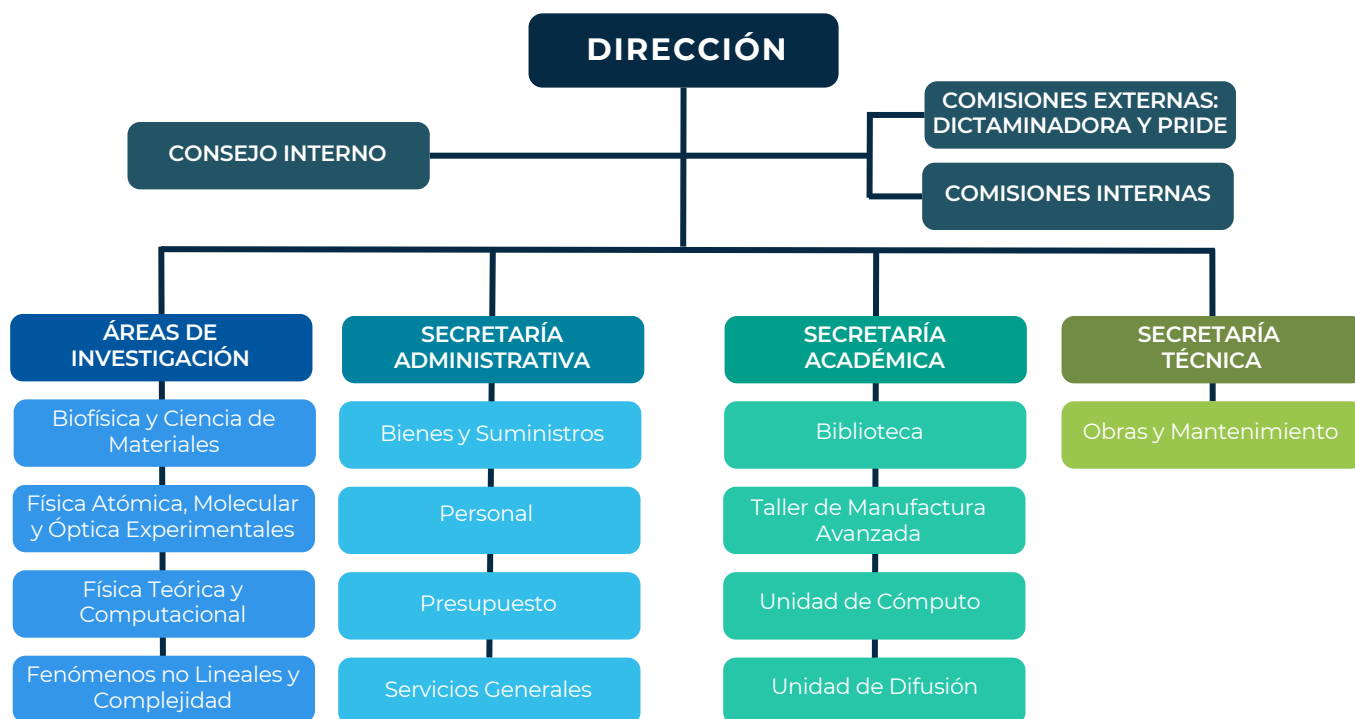 DIRECCIÓN
COMISIONES EXTERNAS:
DICTAMINADORA Y PRIDE
CONSEJO INTERNO
COMISIONES INTERNAS
ÁREAS DE
INVESTIGACIÓN
Biofísica y Ciencia de
Materiales
Física Atómica, Molecular
y Óptica Experimentales
Física Teórica y
Computacional
Fenómenos no Lineales y
Complejidad
SECRETARÍA
ADMINISTRATIVA
Bienes y Suministros
Personal
Presupuesto
Servicios Generales
SECRETARÍA
ACADÉMICA
Biblioteca
Taller de Manufactura
Avanzada
Unidad de Cómputo
Unidad de Difusión
SECRETARÍA
TÉCNICA
Obras y Mantenimiento